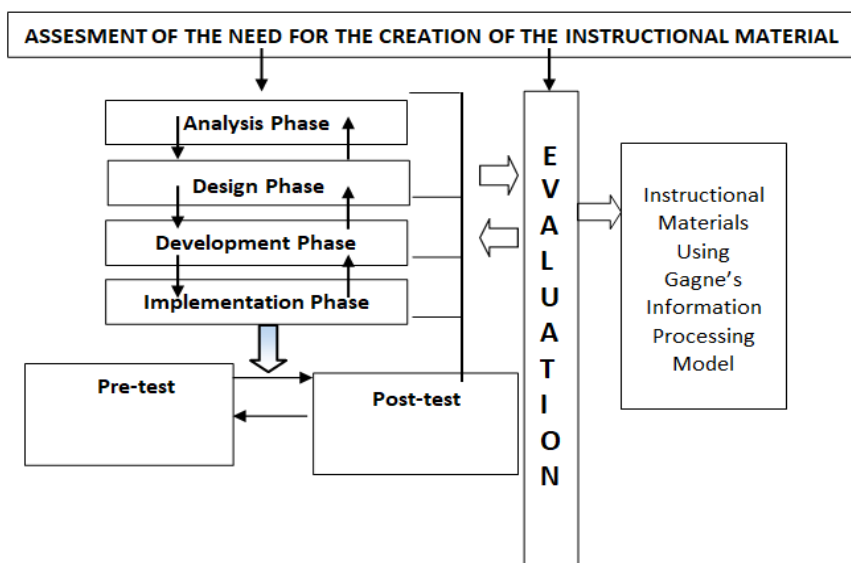 ASSESMENT OF THE NEED FOR THE CREATION OF THE INSTRUCTIONAL MATERIAL
Analysis Phase
Design Phase
Development Phase
Implementation Phase
Pre-test
Post-test
EVALUATION
Instructional
Materials
Using
Gagne's
Information
Processing
Model